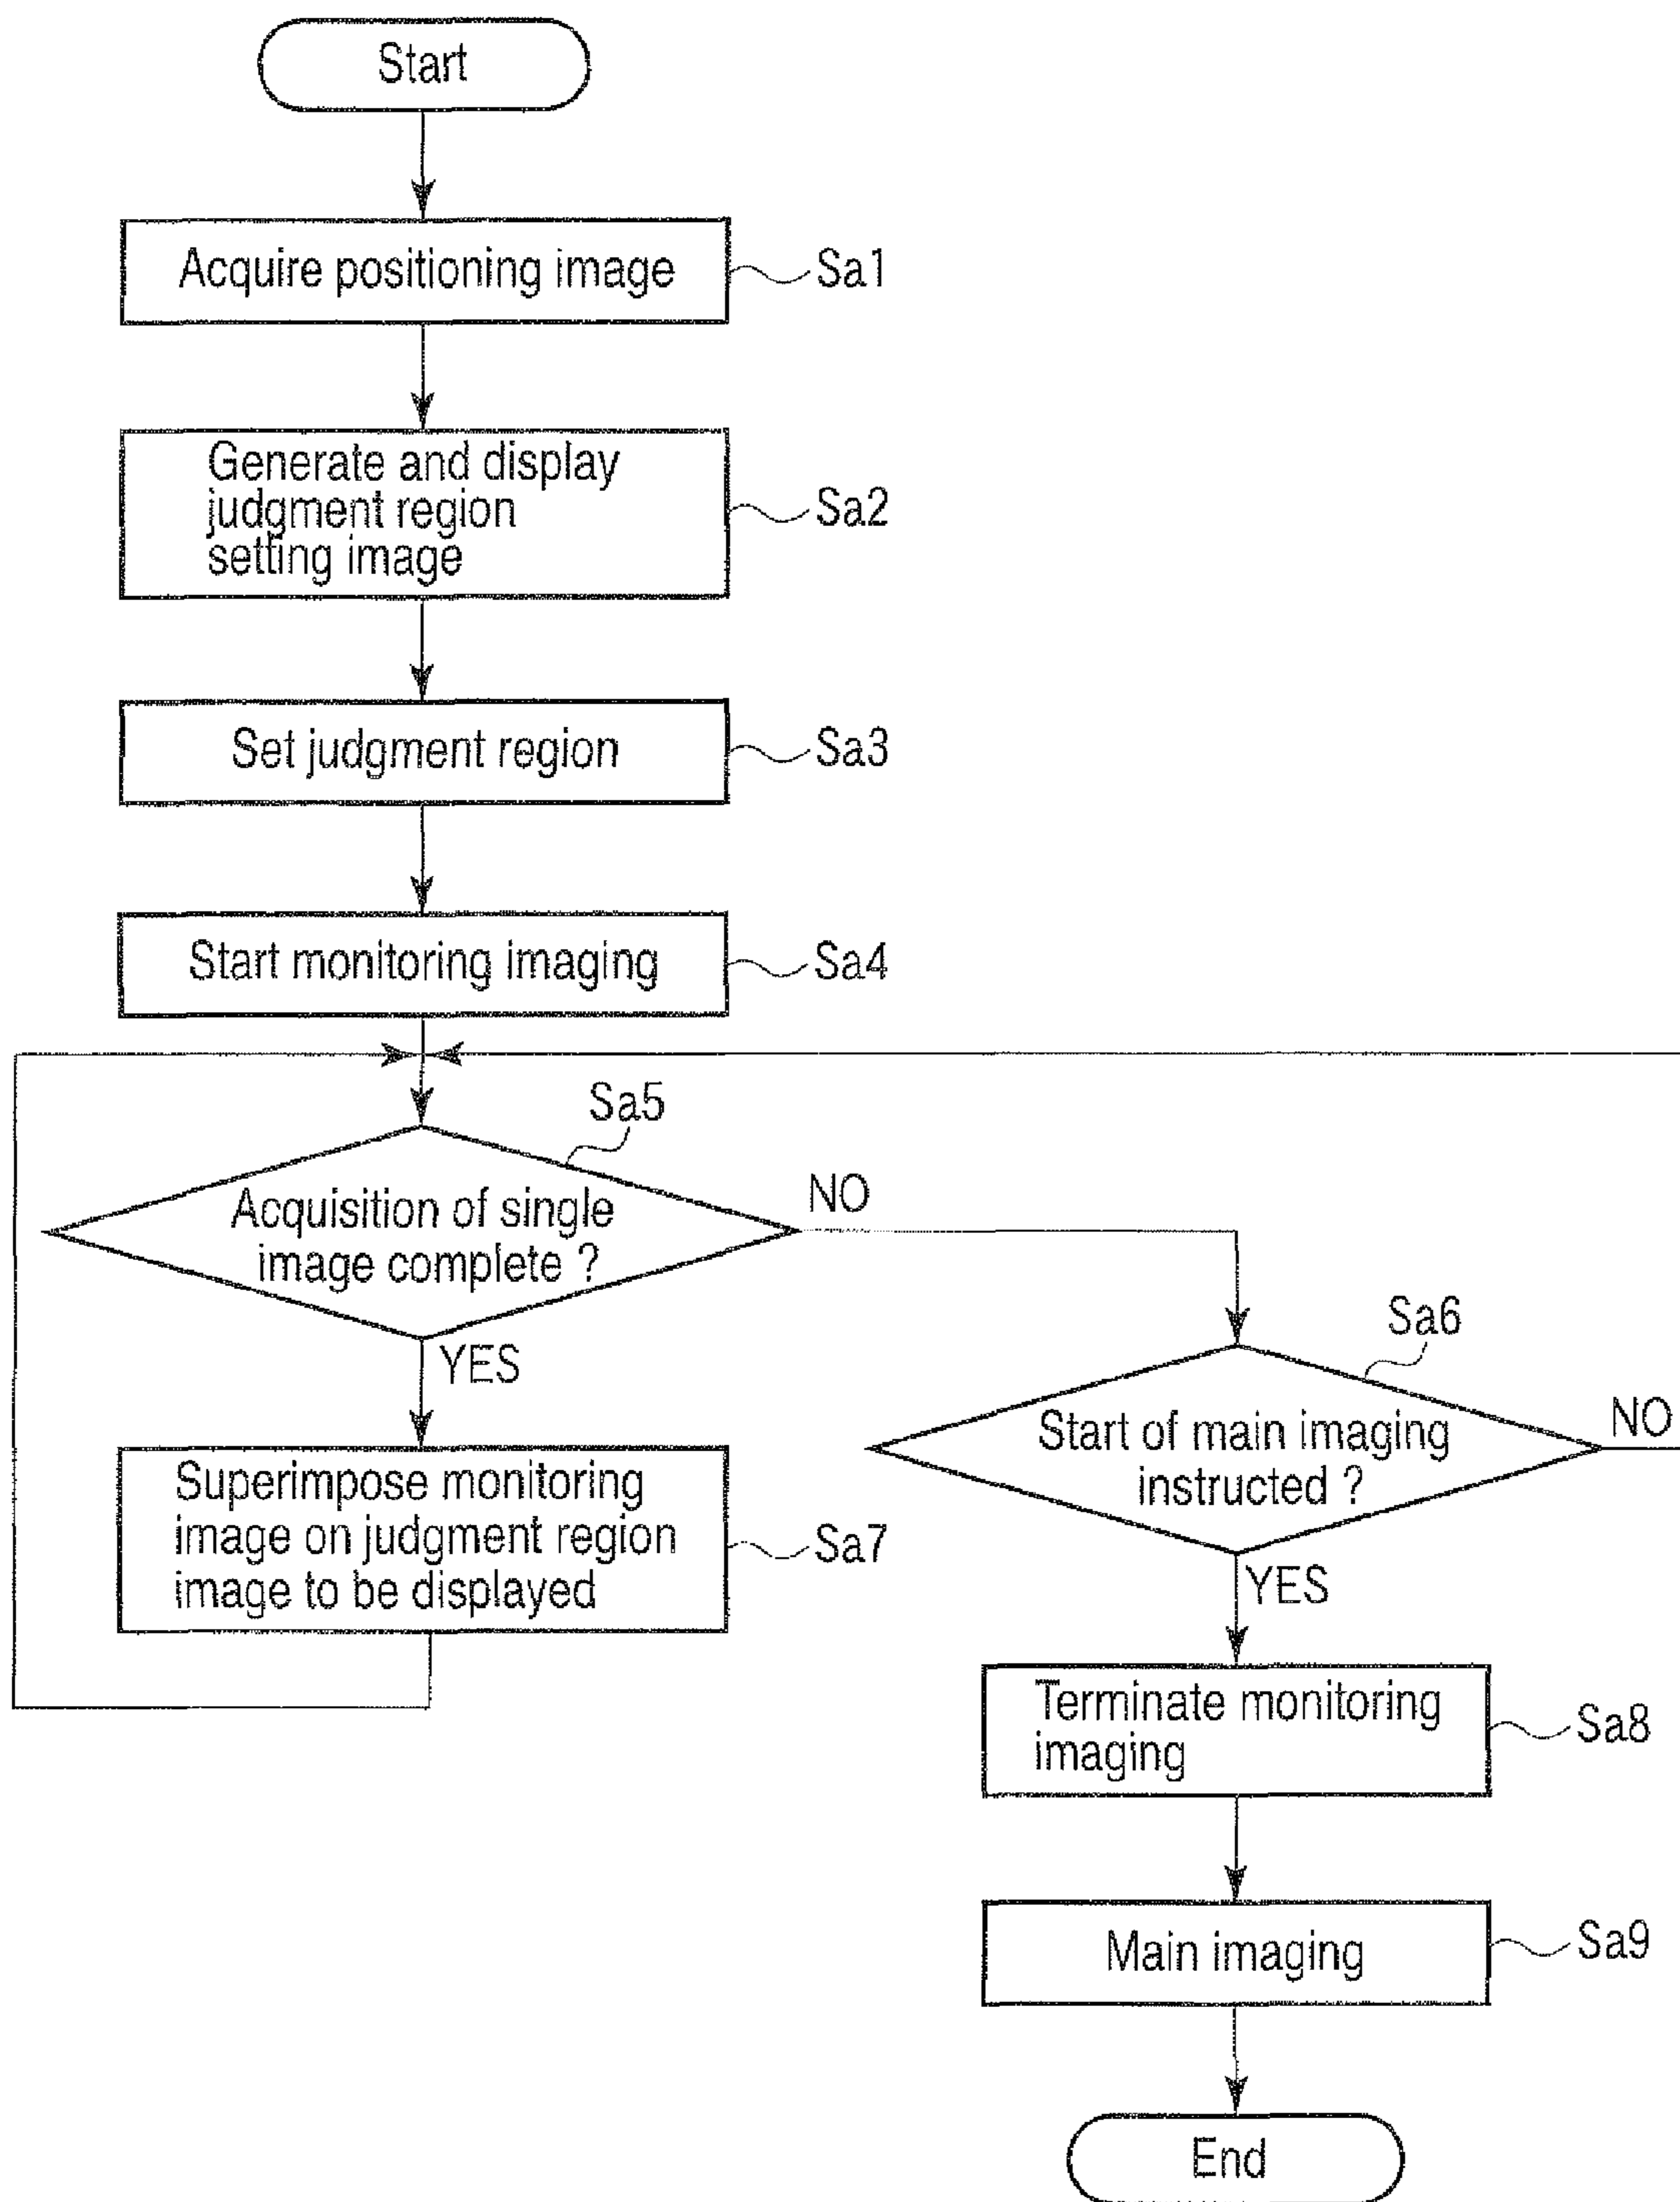 Start
Acquire positioning image
Sa1
Generate and display
judgment region
setting image
Sa2
Set judgment region
Sa3
Start monitoring imaging
Sa4
Sa5
Acquisition of single
image complete ?
NO
YES
Sa6
Start of main imaging
instructed ?
NO
YES
Superimpose monitoring
image on judgment region
image to be displayed
Sa7
Terminate monitoring
imaging
Sa8
Main imaging
Sa9
End